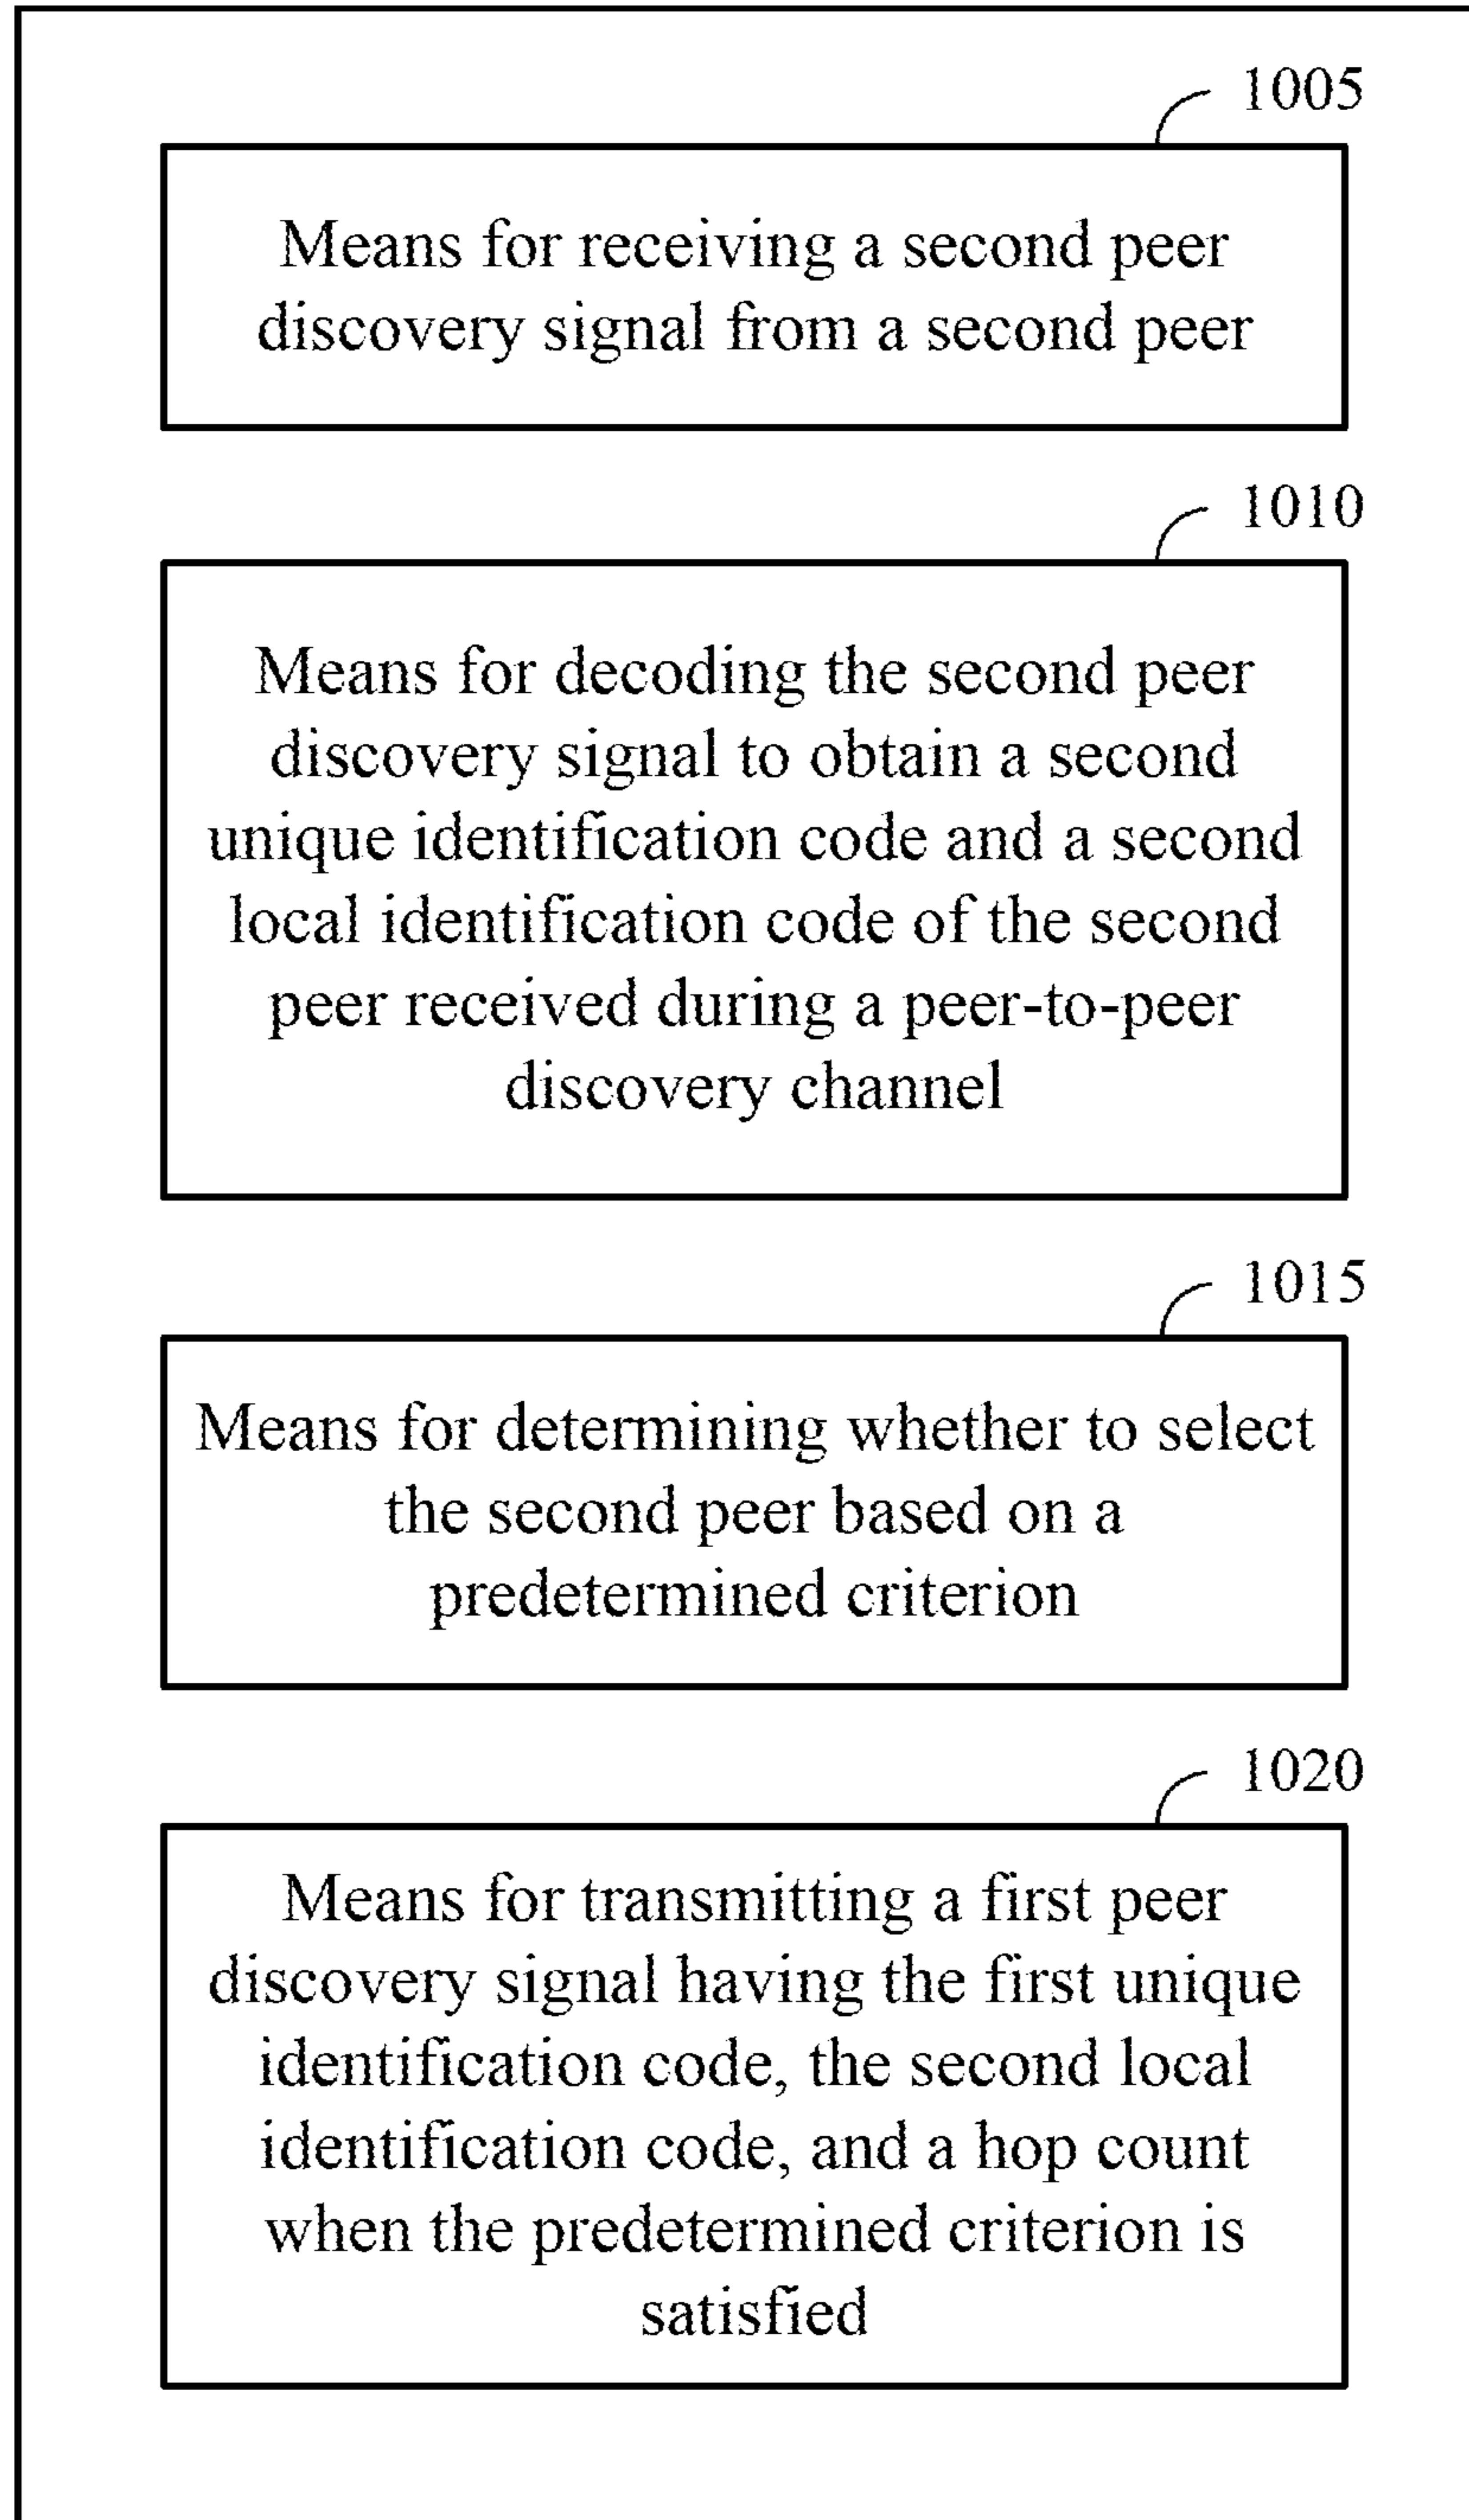 1005
Means for receiving a second peer
discovery signal from a second peer
1010
Means for decoding the second peer
discovery signal to obtain a second
unique identification code and a second
local identification code of the second
peer received during a peer-to-peer
discovery channel
1015
Means for determining whether to select
the second peer based on a
predetermined criterion
1020
Means for transmitting a first peer
discovery signal having the first unique
identification code, the second local
identification code, and a hop count
when the predetermined criterion is
satisfied